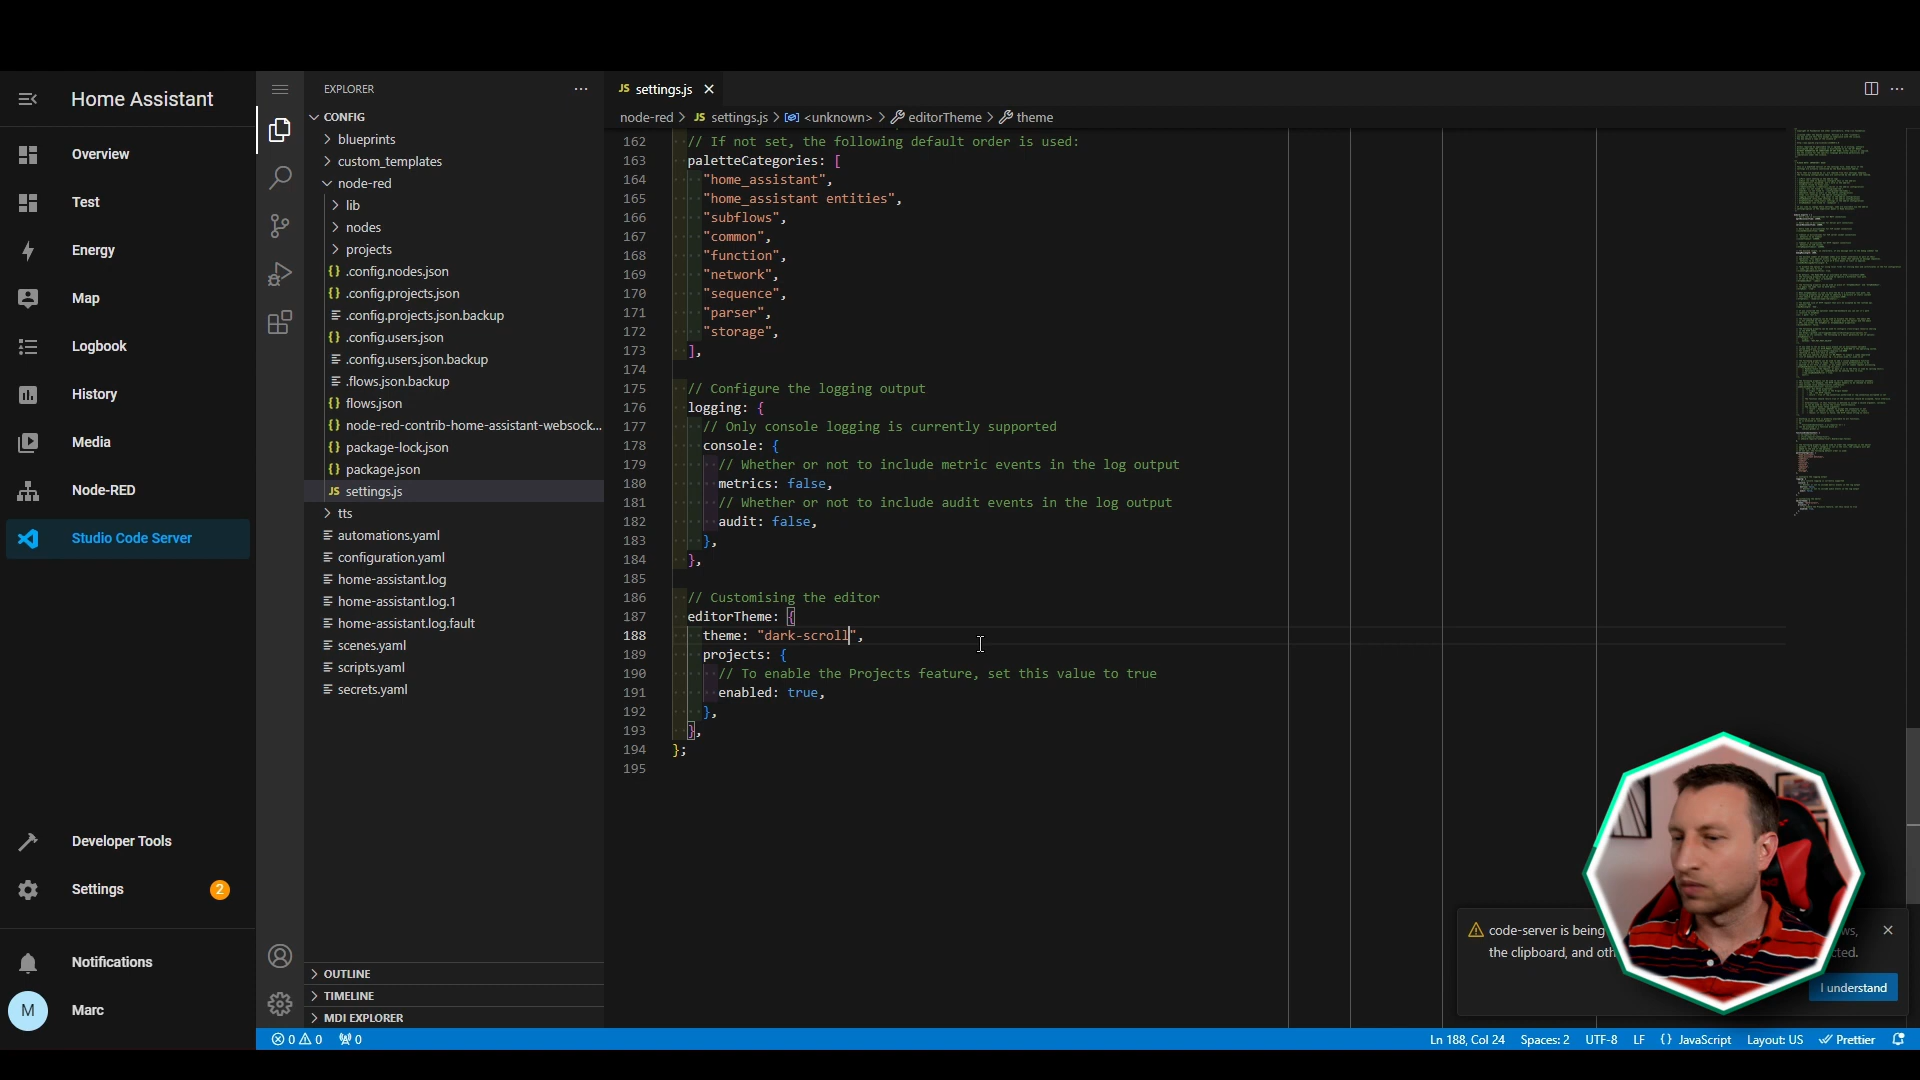 Home Assistant
Overview
Test
Energy
Map
Logbook
History
Media
Node-RED
Studio Code Server
Developer Tools
Settings
2
Notifications
M
Marc
EXPLORER
CONFIG
blueprints
custom_templates
node-red
lib
nodes
projects
{} .config.nodes.json
{} .config.projects.json
.config.projects.json.backup
{} .config.users.json
.config.users.json.backup
.flows.json.backup
{} flows.json
{} node-red-contrib-home-assistant-websock...
{} package-lock.json
{} package.json
JS settings.js
tts
automations.yaml
configuration.yaml
home-assistant.log
home-assistant.log.1
home-assistant.log.fault
scenes.yaml
scripts.yaml
secrets.yaml
OUTLINE
TIMELINE
MDI EXPLORER
JS settings.js
node-red > JS settings.js > <unknown> > editorTheme > theme
162 // If not set, the following default order is used:
163 paletteCategories: [
164 "home_assistant",
165 "home_assistant entities",
166 "subflows",
167 "common",
168 "function",
169 "network",
170 "sequence",
171 "parser",
172 "storage",
173 ],
174
175 // Configure the logging output
176 logging: {
177 // Only console logging is currently supported
178 console: {
179 // Whether or not to include metric events in the log output
180 metrics: false,
181 // Whether or not to include audit events in the log output
182 audit: false,
183 },
184 },
185
186 // Customising the editor
187 editorTheme: {
188 theme: "dark-scroll",
189 projects: {
190 // To enable the Projects feature, set this value to true
191 enabled: true,
192 },
193 },
194 };
195
code-server is being
ws,
the clipboard, and oth
cted.
I understand
0 0 0
Ln 188, Col 24 Spaces: 2 UTF-8 LF {} JavaScript Layout: US Prettier